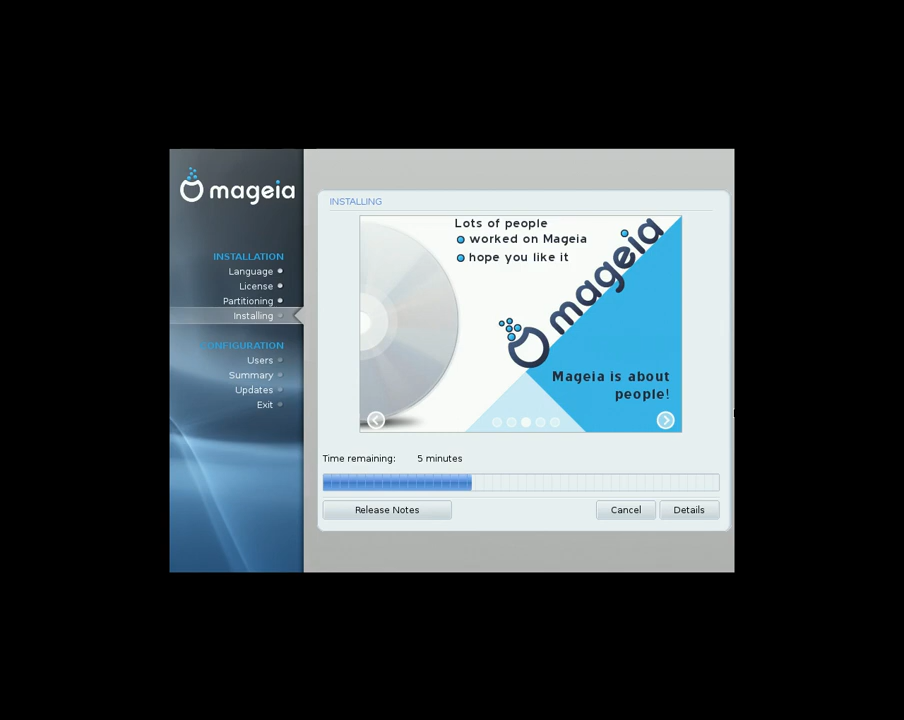 mageia
INSTALLATION
Language
License
Partitioning
Installing
CONFIGURATION
Users
Summary
Updates
Exit
INSTALLING
Lots of people
worked on Mageia
hope you like it
mageia
Mageia is about
people!
Time remaining: 5 minutes
Release Notes
Cancel
Details